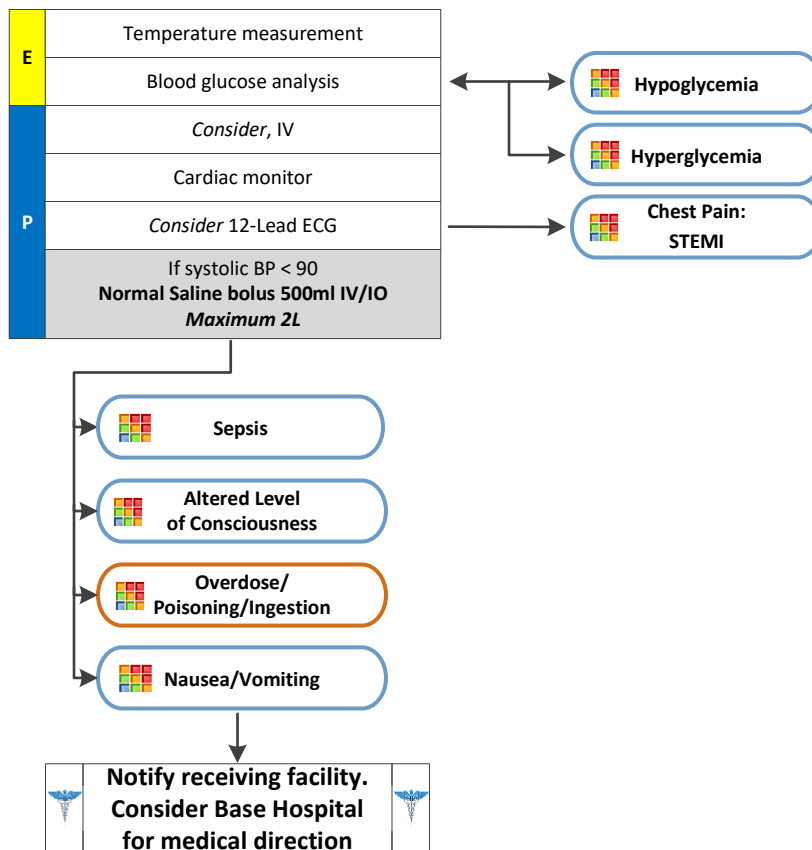 E
Temperature measurement
Blood glucose analysis
Hypoglycemia
Hyperglycemia
P
Consider, IV
Cardiac monitor
Consider 12-Lead ECG
Chest Pain:
STEMI
If systolic BP < 90
Normal Saline bolus 500ml IV/IO
Maximum 2L
Sepsis
Altered Level
of Consciousness
Overdose/
Poisoning/Ingestion
Nausea/Vomiting
Notify receiving facility.
Consider Base Hospital
for medical direction